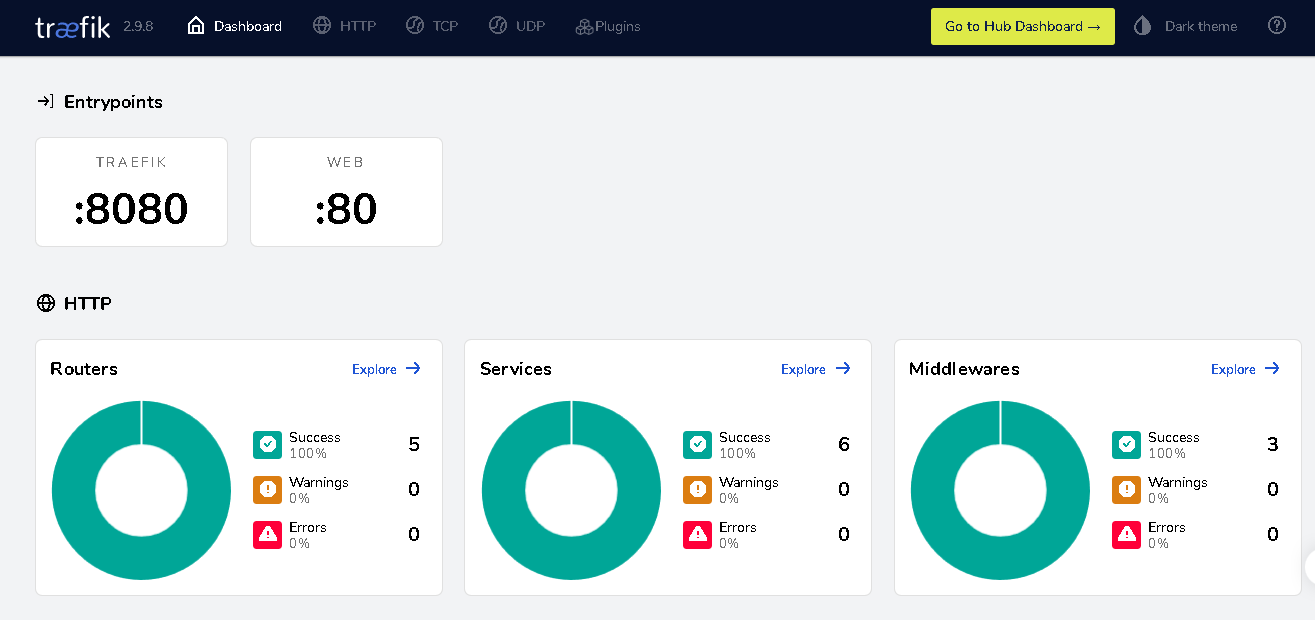 træfik 2.9.8 Dashboard HTTP TCP UDP Plugins Go to Hub Dashboard → Dark theme
Entrypoints
TRAEFIK
:8080
WEB
:80
HTTP
Routers Explore →
Success 5
100%
Warnings 0
0%
Errors 0
0%
Services Explore →
Success 6
100%
Warnings 0
0%
Errors 0
0%
Middlewares Explore →
Success 3
100%
Warnings 0
0%
Errors 0
0%